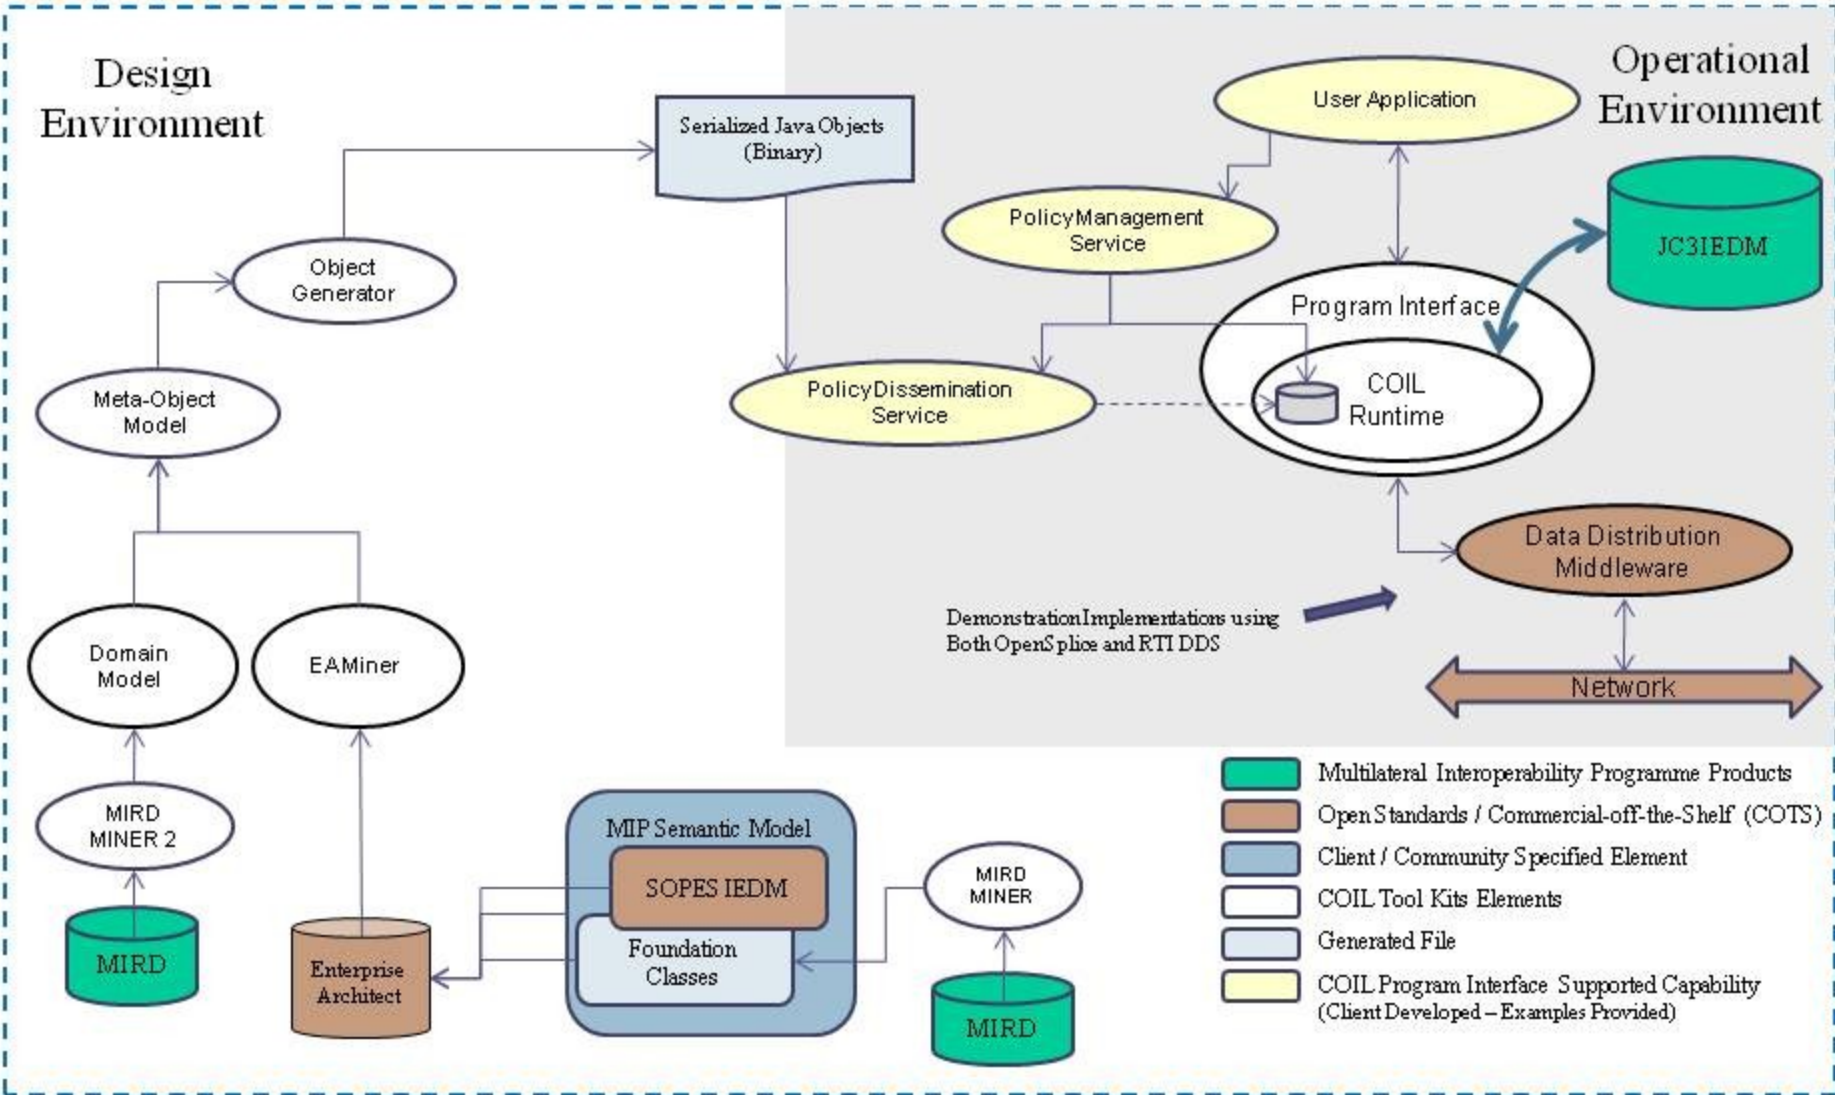 Design
Environment
Operational
Environment
Serialized Java Objects
(Binary)
User Application
PolicyManagement
Service
JC3IEDM
Object
Generator
Program Interface
Meta-Object
Model
PolicyDissemination
Service
COIL
Runtime
Data Distribution
Middleware
Demonstration Implementations using
Both OpenSplice and RTI DDS
Network
Domain
Model
EAMiner
MIRD
MINER 2
MIRD
Enterprise
Architect
MIP Semantic Model
SOPES IEDM
Foundation
Classes
MIRD
MINER
MIRD
Multilateral Interoperability Programme Products
Open Standards / Commercial-off-the-Shelf (COTS)
Client / Community Specified Element
COIL Tool Kits Elements
Generated File
COIL Program Interface Supported Capability
(Client Developed – Examples Provided)